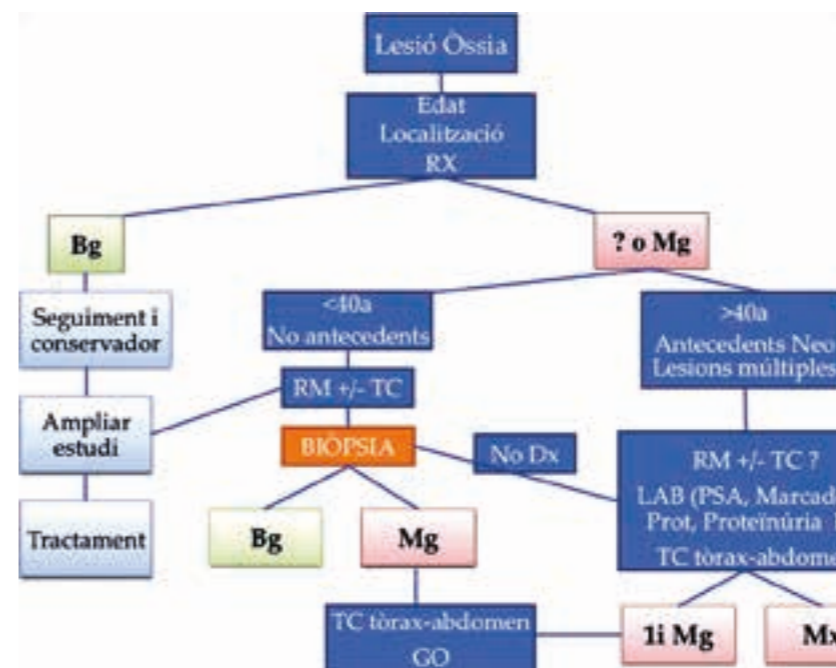 Lesió Òssia
Edat
Localització
RX
Bg
? o Mg
Seguiment i
conservador
<40a
No antecedents
>40a
Antecedents Neo
Lesions múltiples
RM +/- TC
Ampliar
estudi
BIÒPSIA
No Dx
RM +/- TC ?
LAB (PSA, Marcad
Prot, Proteïnúria
TC tòrax-abdome
Tractament
Bg
Mg
TC tòrax-abdomen
GO
1i Mg
Mx